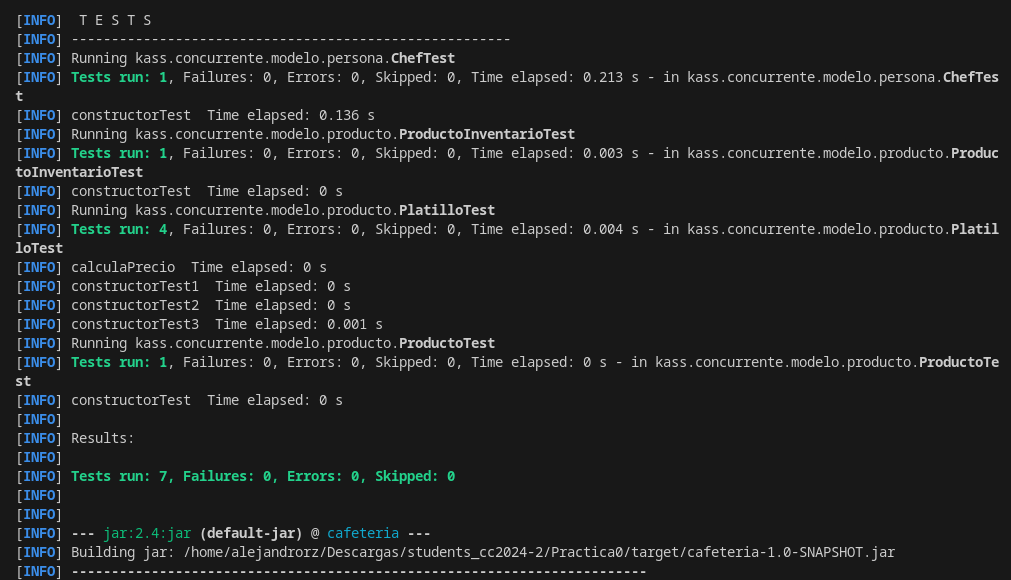 [INFO]  T E S T S
[INFO] -------------------------------------------------------
[INFO] Running kass.concurrente.modelo.persona.ChefTest
[INFO] Tests run: 1, Failures: 0, Errors: 0, Skipped: 0, Time elapsed: 0.213 s - in kass.concurrente.modelo.persona.ChefTes
t
[INFO] constructorTest  Time elapsed: 0.136 s
[INFO] Running kass.concurrente.modelo.producto.ProductoInventarioTest
[INFO] Tests run: 1, Failures: 0, Errors: 0, Skipped: 0, Time elapsed: 0.003 s - in kass.concurrente.modelo.producto.Produc
toInventarioTest
[INFO] constructorTest  Time elapsed: 0 s
[INFO] Running kass.concurrente.modelo.producto.PlatilloTest
[INFO] Tests run: 4, Failures: 0, Errors: 0, Skipped: 0, Time elapsed: 0.004 s - in kass.concurrente.modelo.producto.Platil
loTest
[INFO] calculaPrecio  Time elapsed: 0 s
[INFO] constructorTest1  Time elapsed: 0 s
[INFO] constructorTest2  Time elapsed: 0 s
[INFO] constructorTest3  Time elapsed: 0.001 s
[INFO] Running kass.concurrente.modelo.producto.ProductoTest
[INFO] Tests run: 1, Failures: 0, Errors: 0, Skipped: 0, Time elapsed: 0 s - in kass.concurrente.modelo.producto.ProductoTe
st
[INFO] constructorTest  Time elapsed: 0 s
[INFO]
[INFO] Results:
[INFO]
[INFO] Tests run: 7, Failures: 0, Errors: 0, Skipped: 0
[INFO]
[INFO]
[INFO] --- jar:2.4:jar (default-jar) @ cafeteria ---
[INFO] Building jar: /home/alejandrorz/Descargas/students_cc2024-2/Practica0/target/cafeteria-1.0-SNAPSHOT.jar
[INFO] ------------------------------------------------------------------------